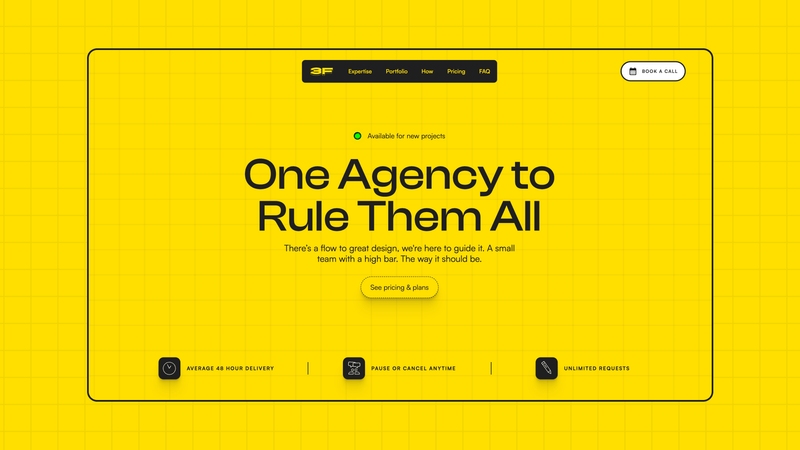 3F
Expertise
Portfolio
How
Pricing
FAQ
BOOK A CALL
Available for new projects
One Agency to
Rule Them All
There's a flow to great design, we're here to guide it. A small
team with a high bar. The way it should be.
See pricing & plans
AVERAGE 48 HOUR DELIVERY
PAUSE OR CANCEL ANYTIME
UNLIMITED REQUESTS